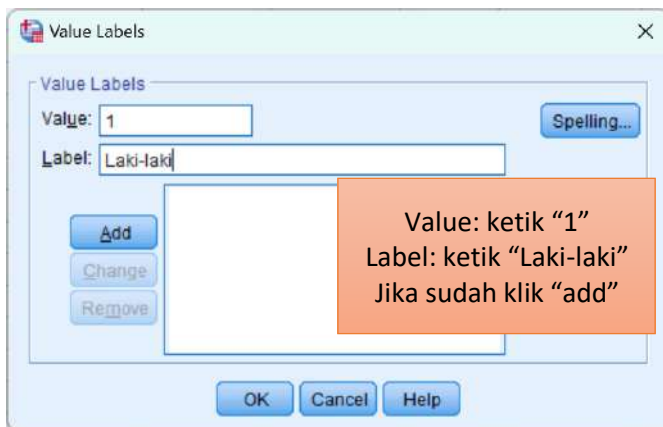 Value Labels
Value Labels
Value: 1
Spelling...
Label: Laki-laki
Add
Change
Remove
Value: ketik “1”
Label: ketik “Laki-laki”
Jika sudah klik “add”
OK Cancel Help